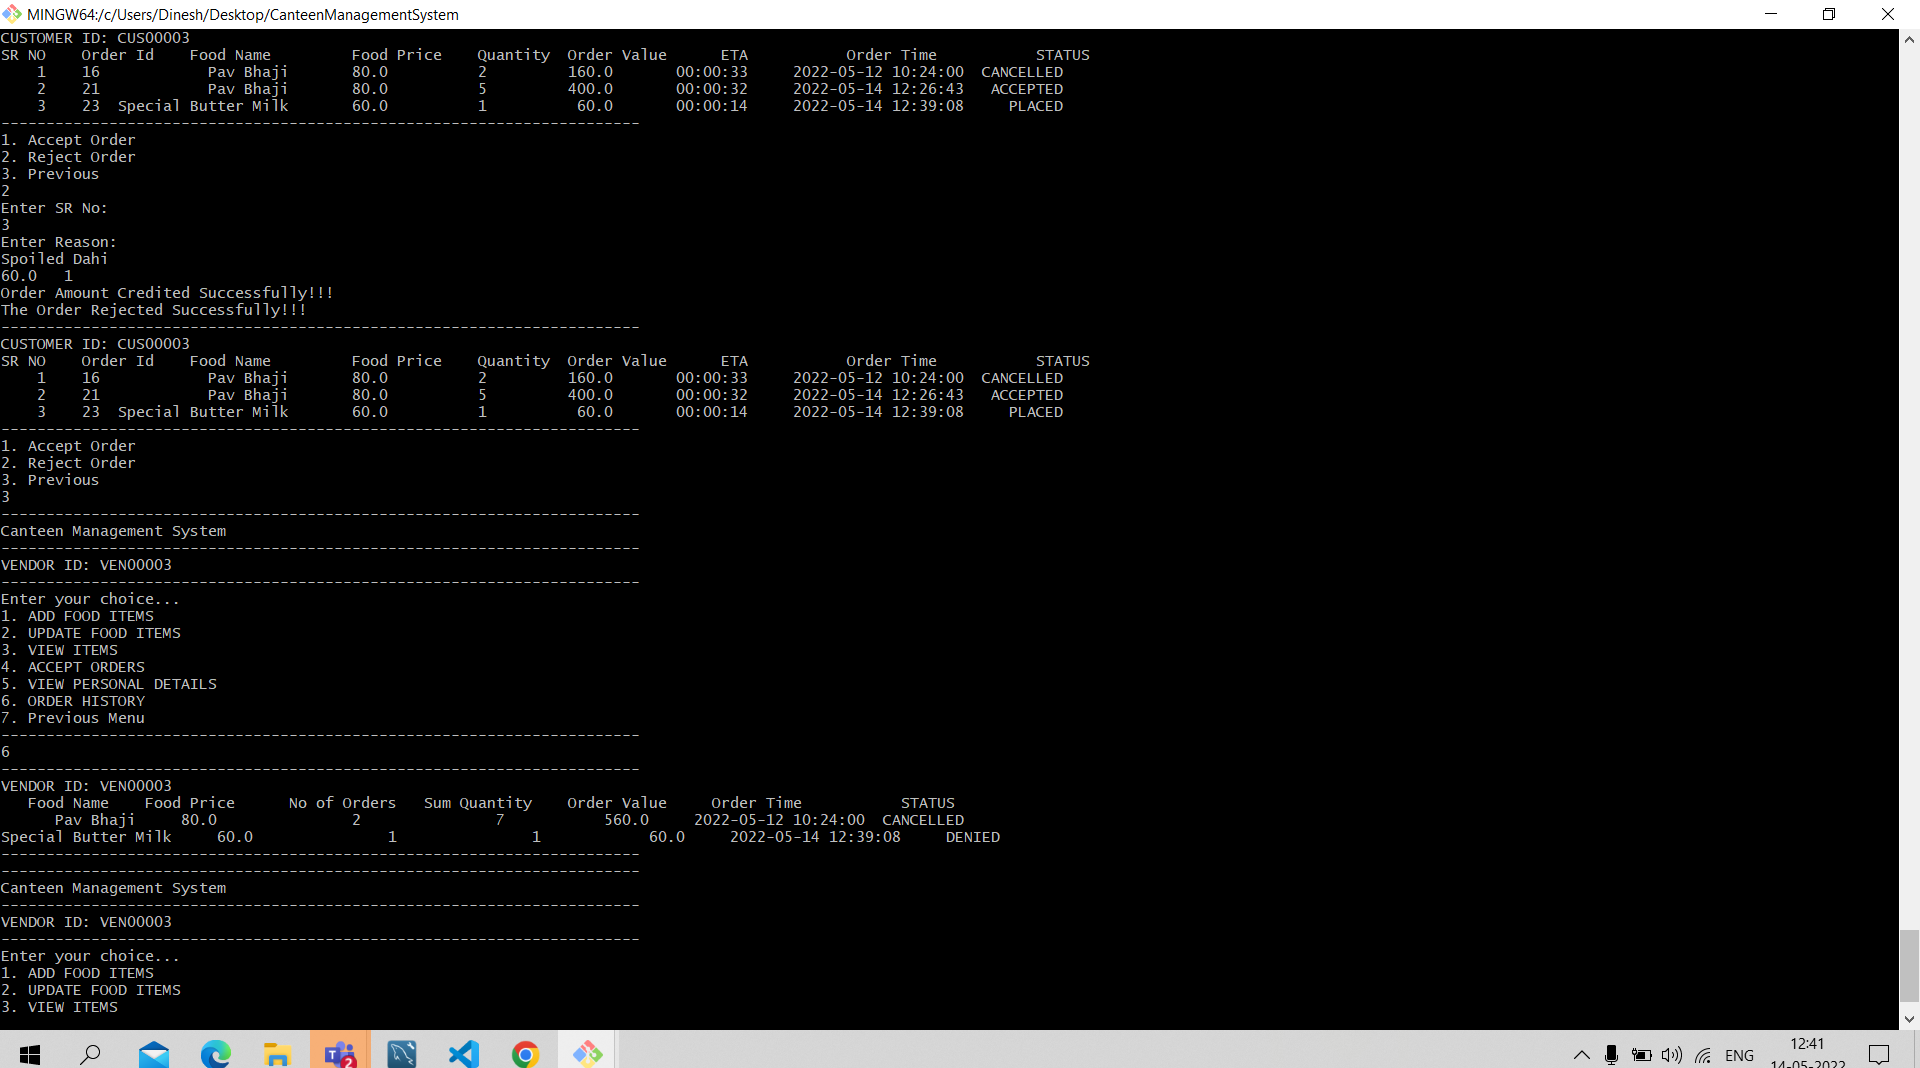 MINGW64:/c/Users/Dinesh/Desktop/CanteenManagementSystem
CUSTOMER ID: CUS00003
SR NO    Order Id    Food Name         Food Price    Quantity  Order Value      ETA           Order Time           STATUS
    1    16            Pav Bhaji       80.0          2         160.0       00:00:33     2022-05-12 10:24:00  CANCELLED
    2    21            Pav Bhaji       80.0          5         400.0       00:00:32     2022-05-14 12:26:43   ACCEPTED
    3    23  Special Butter Milk       60.0          1          60.0       00:00:14     2022-05-14 12:39:08     PLACED
-----------------------------------------------------------------------
1. Accept Order
2. Reject Order
3. Previous
2
Enter SR No:
3
Enter Reason:
Spoiled Dahi
60.0   1
Order Amount Credited Successfully!!!
The Order Rejected Successfully!!!
-----------------------------------------------------------------------
CUSTOMER ID: CUS00003
SR NO    Order Id    Food Name         Food Price    Quantity  Order Value      ETA           Order Time           STATUS
    1    16            Pav Bhaji       80.0          2         160.0       00:00:33     2022-05-12 10:24:00  CANCELLED
    2    21            Pav Bhaji       80.0          5         400.0       00:00:32     2022-05-14 12:26:43   ACCEPTED
    3    23  Special Butter Milk       60.0          1          60.0       00:00:14     2022-05-14 12:39:08     PLACED
-----------------------------------------------------------------------
1. Accept Order
2. Reject Order
3. Previous
3
-----------------------------------------------------------------------
Canteen Management System
-----------------------------------------------------------------------
VENDOR ID: VEN00003
-----------------------------------------------------------------------
Enter your choice...
1. ADD FOOD ITEMS
2. UPDATE FOOD ITEMS
3. VIEW ITEMS
4. ACCEPT ORDERS
5. VIEW PERSONAL DETAILS
6. ORDER HISTORY
7. Previous Menu
-----------------------------------------------------------------------
6
-----------------------------------------------------------------------
VENDOR ID: VEN00003
   Food Name    Food Price      No of Orders   Sum Quantity    Order Value     Order Time           STATUS
      Pav Bhaji     80.0               2               7           560.0     2022-05-12 10:24:00  CANCELLED
Special Butter Milk     60.0               1               1            60.0     2022-05-14 12:39:08     DENIED
-----------------------------------------------------------------------
-----------------------------------------------------------------------
Canteen Management System
-----------------------------------------------------------------------
VENDOR ID: VEN00003
-----------------------------------------------------------------------
Enter your choice...
1. ADD FOOD ITEMS
2. UPDATE FOOD ITEMS
3. VIEW ITEMS
2
ENG
12:41
14-05-2022